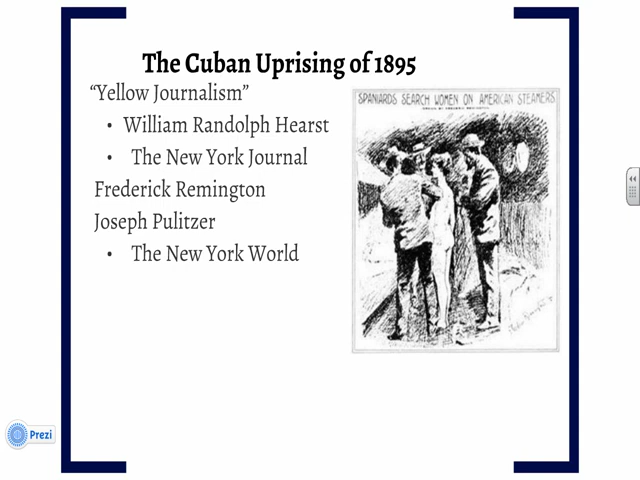 The Cuban Uprising of 1895
“Yellow Journalism”
• William Randolph Hearst
• The New York Journal
Frederick Remington
Joseph Pulitzer
• The New York World
SPANIARDS SEARCH WOMEN ON AMERICAN STEAMERS
Prezi